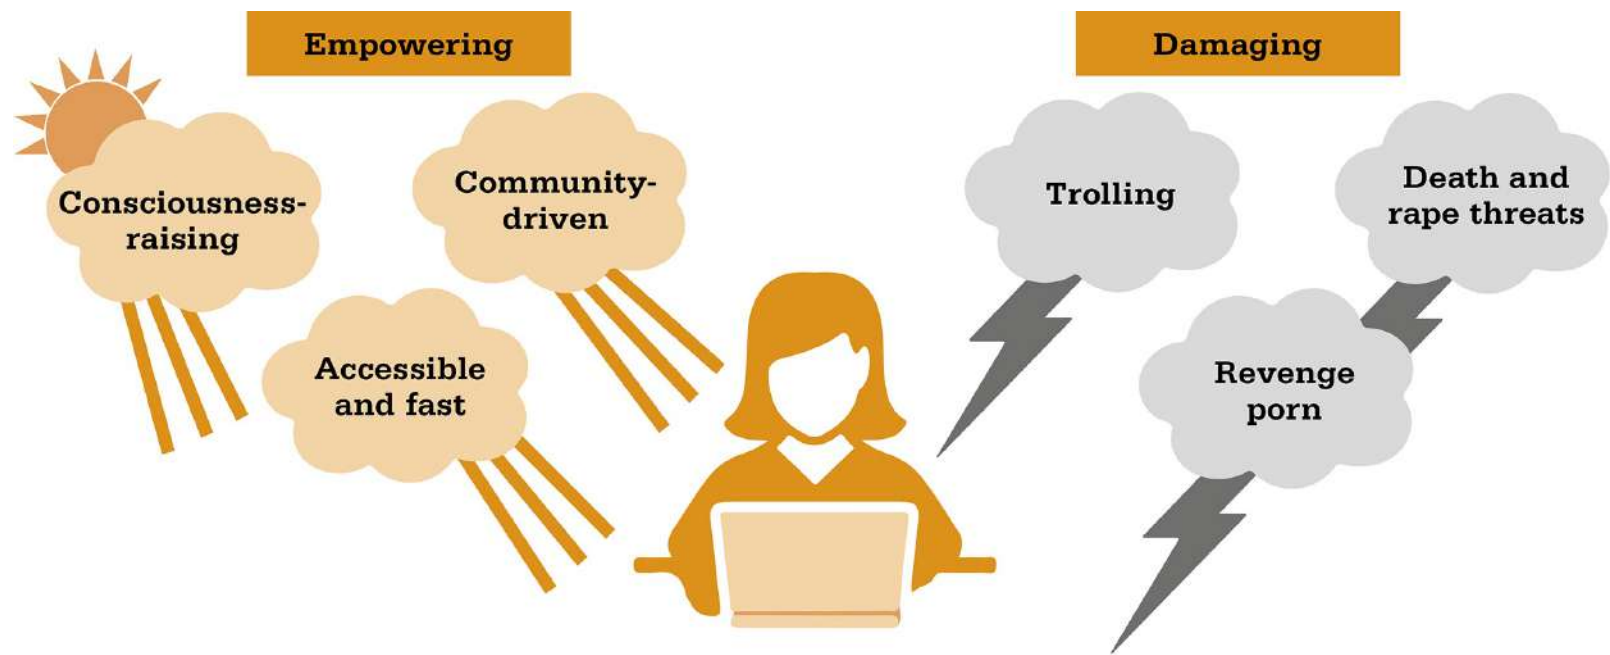 Empowering
Consciousness-
raising
Community-
driven
Accessible
and fast
Damaging
Trolling
Death and
rape threats
Revenge
porn